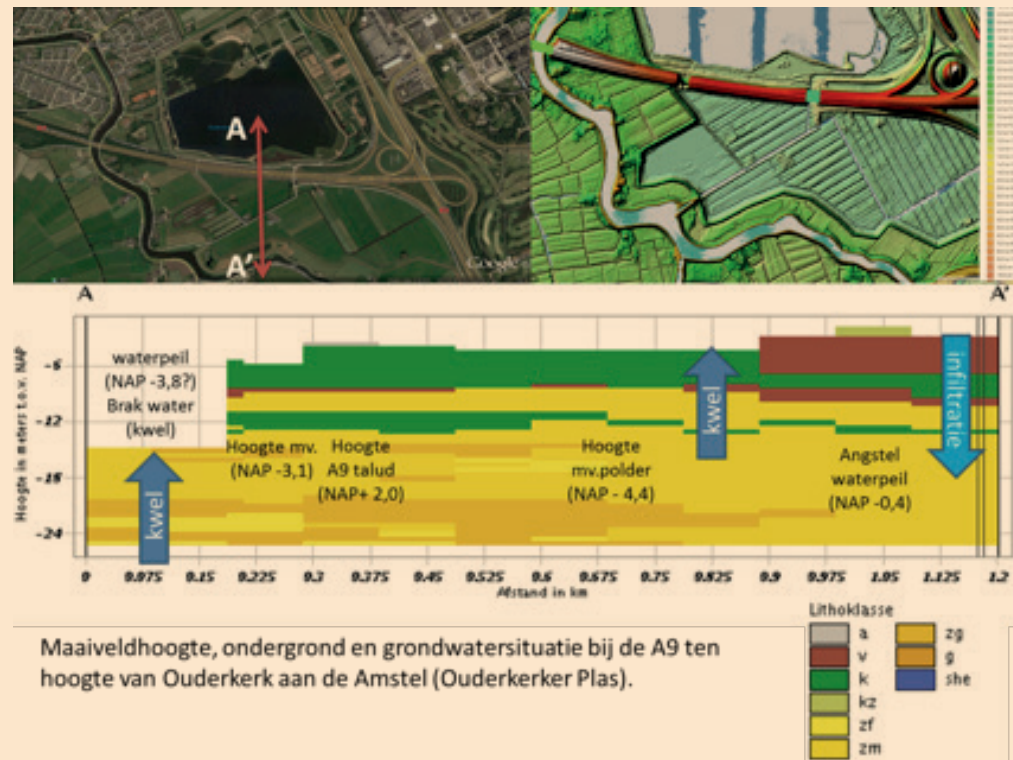 A
A'
Google
A
A'
Hoogte in meters t.o.v. NAP
-6
-12
-18
-24
waterpeil
(NAP -3,8?)
Brak water
(kwel)
kwel
Hoogte mv.
(NAP -3,1)
Hoogte
A9 talud
(NAP+ 2,0)
Hoogte
mv.polder
(NAP - 4,4)
kwel
Angstel
waterpeil
(NAP -0,4)
infiltratie
0 0.075 0.15 0.225 0.3 0.375 0.45 0.525 0.6 0.675 0.75 0.825 0.9 0.975 1.05 1.125 1.2
Afstand in km
Maaiveldhoogte, ondergrond en grondwatersituatie bij de A9 ten
hoogte van Ouderkerk aan de Amstel (Ouderkerker Plas).
Lithoklasse
a
v
k
kz
zf
zm
zg
g
she